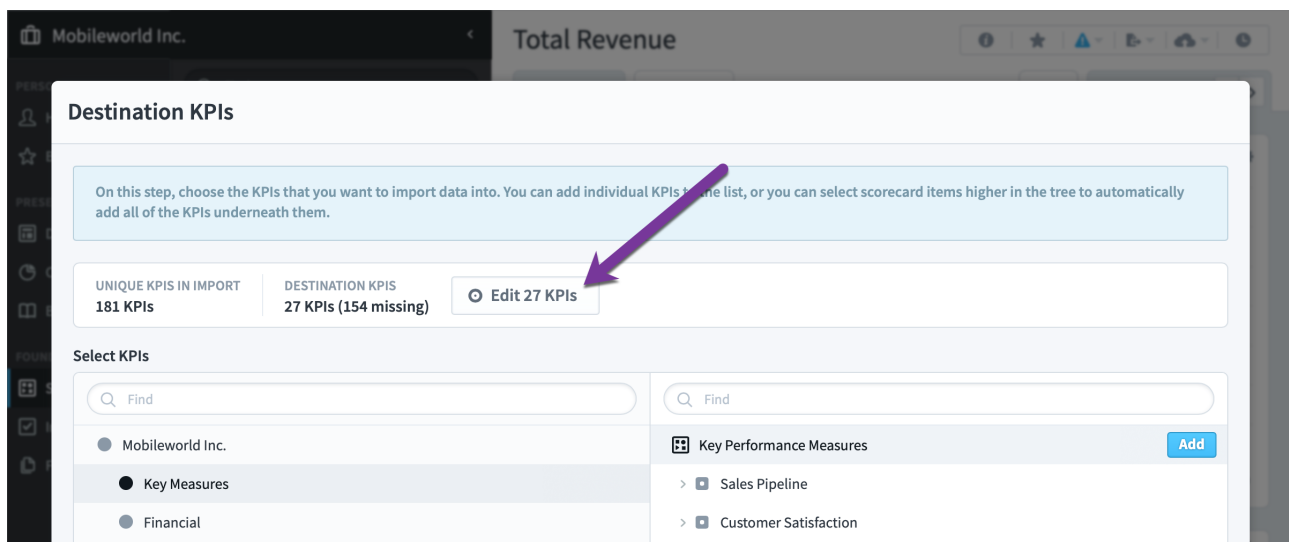 Mobileworld Inc.
Total Revenue
Destination KPIs
On this step, choose the KPIs that you want to import data into. You can add individual KPIs to the list, or you can select scorecard items higher in the tree to automatically
add all of the KPIs underneath them.
UNIQUE KPIS IN IMPORT
181 KPIs
DESTINATION KPIS
27 KPIs (154 missing)
Edit 27 KPIs
Select KPIs
Find
Find
Mobileworld Inc.
Key Performance Measures
Add
Key Measures
Sales Pipeline
Financial
Customer Satisfaction